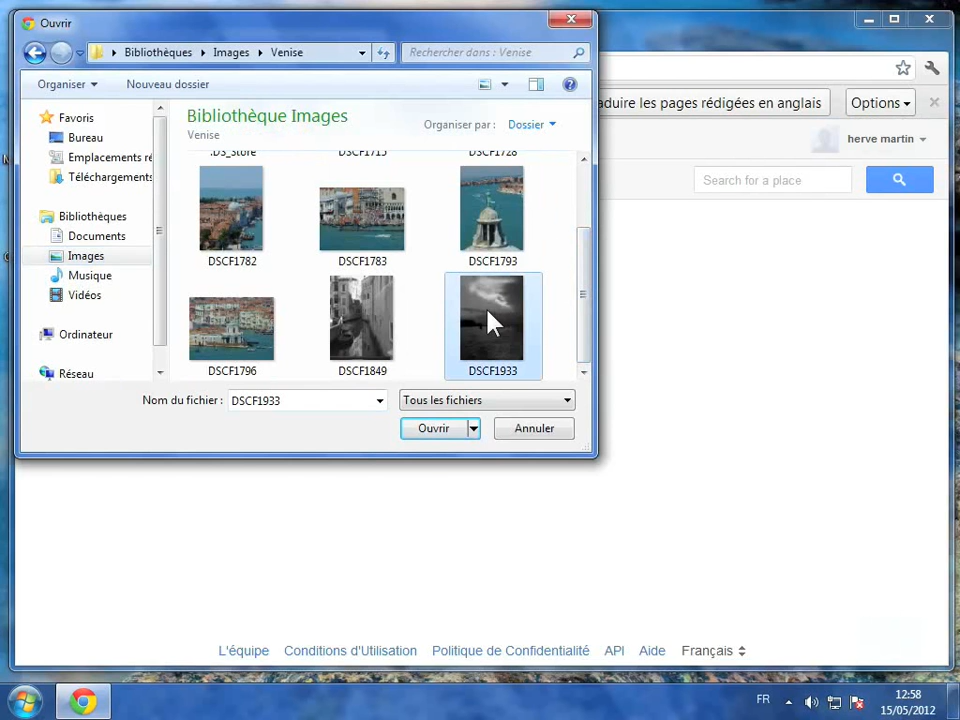 Ouvrir
Bibliothèques Images Venise
Rechercher dans : Venise
Organiser
Nouveau dossier
aduire les pages rédigées en anglais
Options
Favoris
Bureau
Emplacements ré
Téléchargements
Bibliothèques
Documents
Images
Musique
Vidéos
Ordinateur
Réseau
Bibliothèque Images
Venise
Organiser par : Dossier
.DS_Store
DSCF1715
DSCF1728
DSCF1782
DSCF1783
DSCF1793
DSCF1796
DSCF1849
DSCF1933
Nom du fichier : DSCF1933
Tous les fichiers
Ouvrir
Annuler
herve martin
Search for a place
L'équipe
Conditions d'Utilisation
Politique de Confidentialité
API
Aide
Français
FR
12:58
15/05/2012